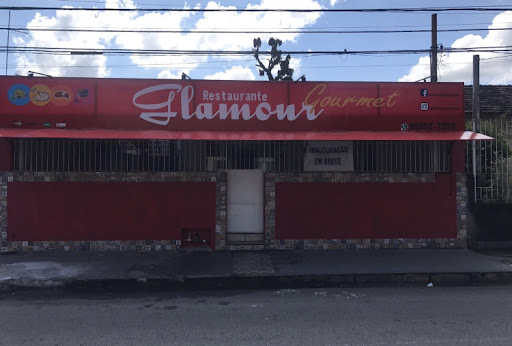 Restaurante
Glamour Gourmet
INAUGURAÇÃO
EM BREVE